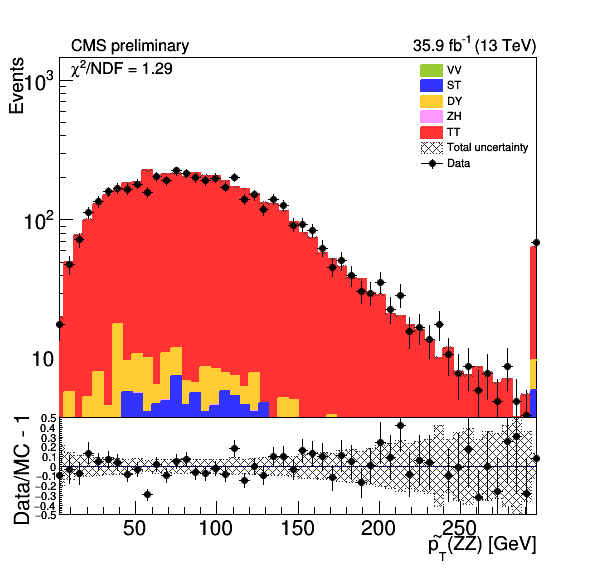 CMS preliminary 35.9 fb⁻¹ (13 TeV)
χ²/NDF = 1.29
Events
10³
10²
10
VV
ST
DY
ZH
TT
Total uncertainty
Data
Data/MC - 1
0.5
0.4
0.3
0.2
0.1
0
−0.1
−0.2
−0.3
−0.4
−0.5
50 100 150 200 250
p̃_T(ZZ) [GeV]